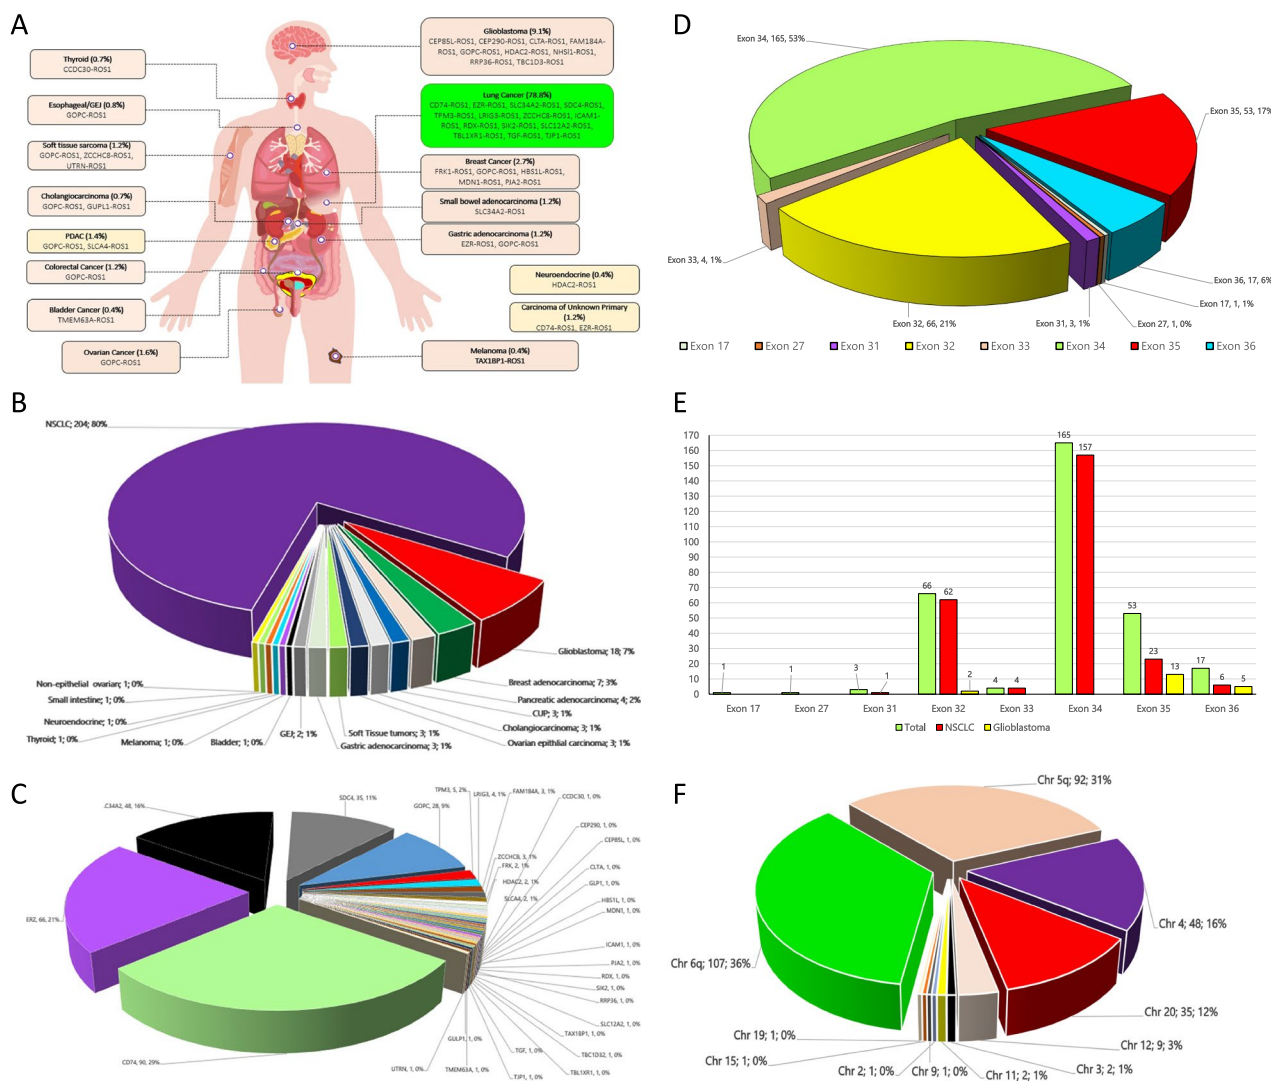 A
Glioblastoma (9.1%)
CEP85L-ROS1, CEP290-ROS1, CLTA-ROS1, FAM184A-
ROS1, GOPC-ROS1, HDAC2-ROS1, NHSl1-ROS1,
RRP36-ROS1, TBC1D3-ROS1
Thyroid (0.7%)
CCDC30-ROS1
Lung Cancer (78,8%)
CD74-ROS1, EZR-ROS1, SLC34A2-ROS1, SDC4-ROS1,
TPM3-ROS1, LRIG3-ROS1, ZCCHC8-ROS1, ICAM1-
ROS1, RDX-ROS1, SIK2-ROS1, SLC12A2-ROS1,
TBL1XR1-ROS1, TGF-ROS1, TJP1-ROS1
Esophageal/GEJ (0.8%)
GOPC-ROS1
Soft tissue sarcoma (1.2%)
GOPC-ROS1, ZCCHC8-ROS1,
UTRN-ROS1
Breast Cancer (2.7%)
FRK1-ROS1, GOPC-ROS1, HBS1L-ROS1,
MDN1-ROS1, PJA2-ROS1
Cholangiocarcinoma (0.7%)
GOPC-ROS1, GUPL1-ROS1
Small bowel adenocarcinoma (1.2%)
SLC34A2-ROS1
PDAC (1.4%)
GOPC-ROS1, SLCA4-ROS1
Gastric adenocarcinoma (1.2%)
EZR-ROS1, GOPC-ROS1
Colorectal Cancer (1.2%)
GOPC-ROS1
Neuroendocrine (0.4%)
HDAC2-ROS1
Bladder Cancer (0.4%)
TMEM63A-ROS1
Carcinoma of Unknown Primary
(1.2%)
CD74-ROS1, EZR-ROS1
Ovarian Cancer (1.6%)
GOPC-ROS1
Melanoma (0.4%)
TAX1BP1-ROS1
B
NSCLC; 204; 80%
Glioblastoma; 18; 7%
Breast adenocarcinoma; 7; 3%
Pancreatic adenocarcinoma; 4; 2%
CUP; 3; 1%
Cholangiocarcinoma; 3; 1%
Ovarian epithlial carcinoma; 3; 1%
Soft Tissue tumors; 3; 1%
Gastric adenocarcinoma; 3; 1%
GEJ; 2; 1%
Bladder; 1; 0%
Melanoma; 1; 0%
Thyroid; 1; 0%
Neuroendocrine; 1; 0%
Small intestine; 1; 0%
Non-epithelial ovarian; 1; 0%
C
.C34A2, 48, 16%
SDC4, 35, 11%
GOPC, 28, 9%
TPM3, 5, 2%
LRIG3, 4, 1%
FAM184A, 3, 1%
CCDC30, 1, 0%
ZCCHCB, 3, 1%
FRK, 2, 1%
HDAC2, 2, 1%
SLCA4, 2, 1%
CEP290, 1, 0%
CEP85L, 1, 0%
CLTA, 1, 0%
GLP1, 1, 0%
HBS1L, 1, 0%
MDN1, 1, 0%
ICAM1, 1, 0%
PJA2, 1, 0%
RDX, 1, 0%
SIK2, 1, 0%
RRP36, 1, 0%
SLC12A2, 1, 0%
TAX1BP1, 1, 0%
TBC1D32, 1, 0%
TBL1XR1, 1, 0%
TGF, 1, 0%
TJP1, 1, 0%
GULP1, 1, 0%
TMEM63A, 1, 0%
UTRN, 1, 0%
CD74, 90, 29%
ERZ, 66, 21%
D
Exon 34, 165, 53%
Exon 35, 53, 17%
Exon 36, 17, 6%
Exon 17, 1, 1%
Exon 27, 1, 0%
Exon 31, 3, 1%
Exon 32, 66, 21%
Exon 33, 4, 1%
Exon 17 Exon 27 Exon 31 Exon 32 Exon 33 Exon 34 Exon 35 Exon 36
E
170
160
150
140
130
120
110
100
90
80
70
60
50
40
30
20
10
0
1
1
3
1
66
62
2
4
4
165
157
53
23
13
17
6
5
Exon 17 Exon 27 Exon 31 Exon 32 Exon 33 Exon 34 Exon 35 Exon 36
Total NSCLC Glioblastoma
F
Chr 5q; 92; 31%
Chr 4; 48; 16%
Chr 6q; 107; 36%
Chr 20; 35; 12%
Chr 12; 9; 3%
Chr 3; 2; 1%
Chr 11; 2; 1%
Chr 9; 1; 0%
Chr 2; 1; 0%
Chr 15; 1; 0%
Chr 19; 1; 0%